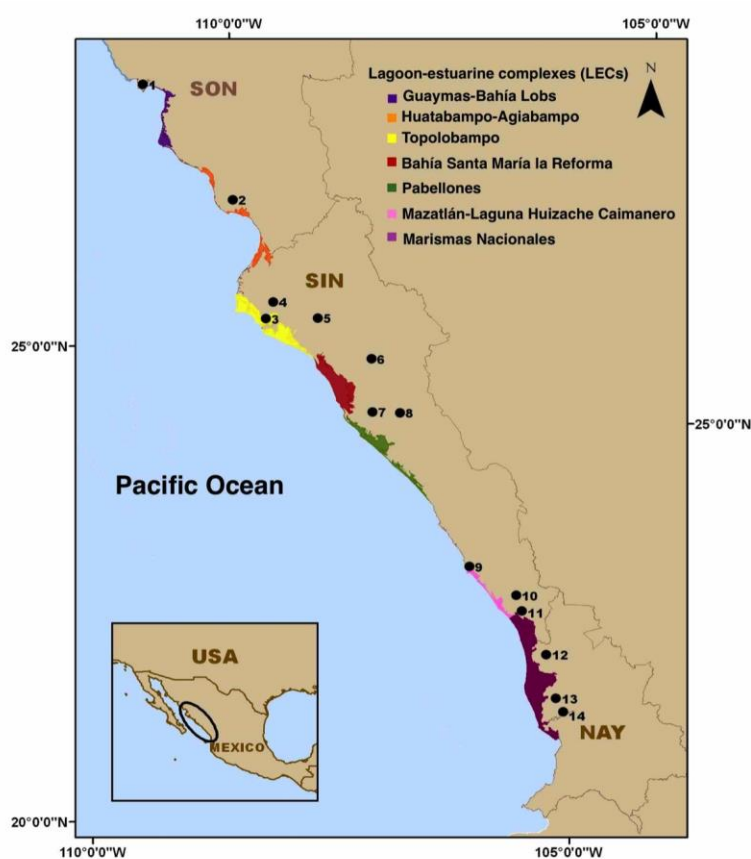 110°0'0"W 105°0'0"W
N
Lagoon-estuarine complexes (LECs)
Guaymas-Bahía Lobs
Huatabampo-Agiabampo
Topolobampo
Bahía Santa María la Reforma
Pabellones
Mazatlán-Laguna Huizache Caimanero
Marismas Nacionales
1
SON
2
SIN
4
3
5
25°0'0"N
6
7
8
25°0'0"N
Pacific Ocean
9
10
11
12
13
14
NAY
USA
MEXICO
20°0'0"N
110°0'0"W 105°0'0"W